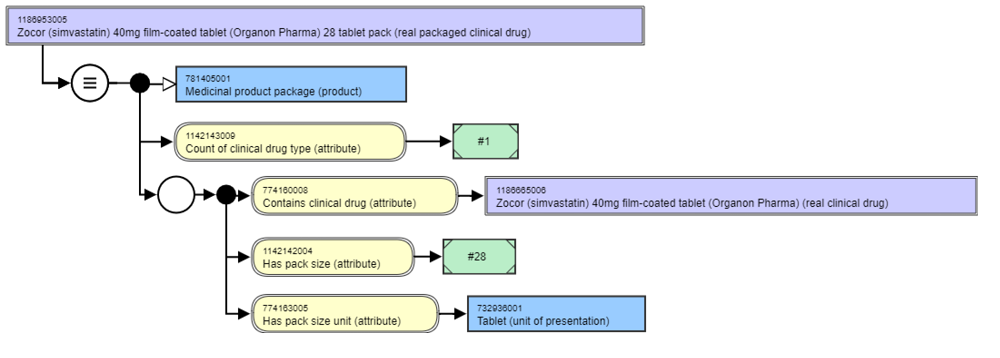 1186953005
Zocor (simvastatin) 40mg film-coated tablet (Organon Pharma) 28 tablet pack (real packaged clinical drug)
781405001
Medicinal product package (product)
1142143009
Count of clinical drug type (attribute)
#1
774160008
Contains clinical drug (attribute)
1186665006
Zocor (simvastatin) 40mg film-coated tablet (Organon Pharma) (real clinical drug)
1142142004
Has pack size (attribute)
#28
774163005
Has pack size unit (attribute)
732936001
Tablet (unit of presentation)